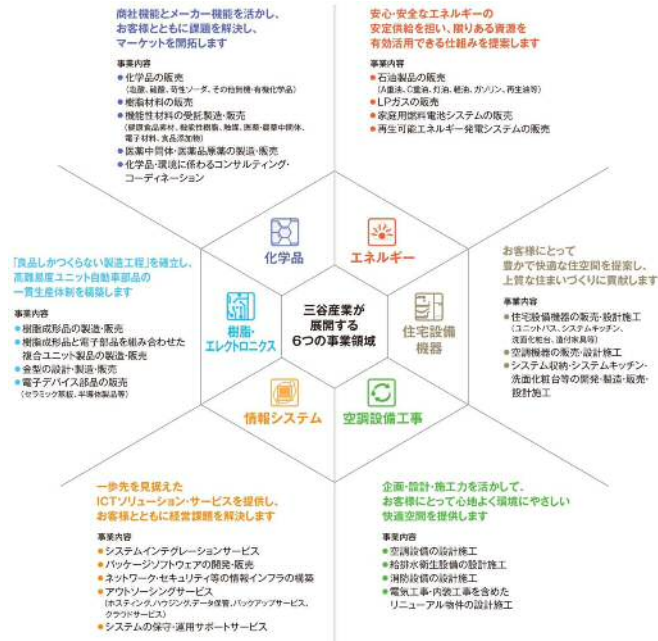 商社機能とメーカー機能を活かし、
お客様とともに課題を解決し、
マーケットを開拓します
事業内容
●化学品の販売
(塩酸、硫酸、苛性ソーダ、その他無機・有機化学品)
●樹脂材料の販売
●機能性材料の受託製造・販売
(健康食品素材、機能性樹脂、触媒、医薬・農薬中間体、
電子材料、食品添加物)
●医薬中間体・医薬品原薬の製造・販売
●化学品・環境に係わるコンサルティング・
コーディネーション
安心・安全なエネルギーの
安定供給を担い、限りある資源を
有効活用できる仕組みを提案します
事業内容
●石油製品の販売
(A重油、C重油、灯油、軽油、ガソリン、再生油等)
●LPガスの販売
●家庭用燃料電池システムの販売
●再生可能エネルギー発電システムの販売
化学品
エネルギー
「良品しかつくらない製造工程」を確立し、
高難易度ユニット自動車部品の
一貫生産体制を構築します
事業内容
●樹脂成形品の製造・販売
●樹脂成形品と電子部品を組み合わせた
複合ユニット製品の製造・販売
●金型の設計・製造・販売
●電子デバイス部品の販売
(セラミック基板、半導体製品等)
樹脂・
エレクトロニクス
三谷産業が
展開する
6つの事業領域
住宅設備
機器
お客様にとって
豊かで快適な住空間を提案し、
上質な住まいづくりに貢献します
事業内容
●住宅設備機器の販売・設計施工
(ユニットバス、システムキッチン、
洗面化粧台、造付家具等)
●空調機器の販売・設計施工
●システム収納・システムキッチン・
洗面化粧台等の開発・製造・販売・
設計施工
情報システム
空調設備工事
一歩先を見据えた
ICTソリューション・サービスを提供し、
お客様とともに経営課題を解決します
事業内容
●システムインテグレーションサービス
●パッケージソフトウェアの開発・販売
●ネットワーク・セキュリティ等の情報インフラの構築
●アウトソーシングサービス
(ホスティング、ハウジング、データ保管、バックアップサービス、
クラウドサービス)
●システムの保守・運用サポートサービス
企画・設計・施工力を活かして、
お客様にとって心地よく環境にやさしい
快適空間を提供します
事業内容
●空調設備の設計施工
●給排水衛生設備の設計施工
●消防設備の設計施工
●電気工事・内装工事を含めた
リニューアル物件の設計施工